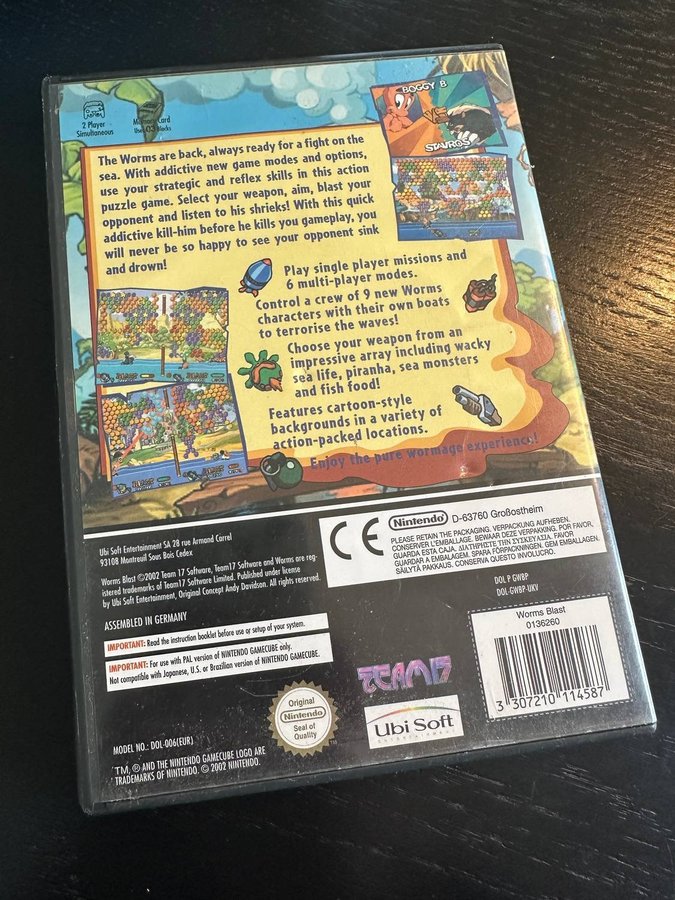 2 Player
Simultaneous
Memory Card
Uses 03 Blocks
BOGGY B
VS
STAVROS
The Worms are back, always ready for a fight on the
sea. With addictive new game modes and options,
use your strategic and reflex skills in this action
puzzle game. Select your weapon, aim, blast your
opponent and listen to his shrieks! With this quick
addictive kill-him before he kills you gameplay, you
will never be so happy to see your opponent sink
and drown!
Play single player missions and
6 multi-player modes.
Control a crew of 9 new Worms
characters with their own boats
to terrorise the waves!
Choose your weapon from an
impressive array including wacky
sea life, piranha, sea monsters
and fish food!
Features cartoon-style
backgrounds in a variety of
action-packed locations.
Enjoy the pure wormage experience!
Ubi Soft Entertainment SA 28 rue Armand Carrel
93108 Montreuil Sous Bois Cedex
Worms Blast ©2002 Team 17 Software, Team17 Software and Worms are reg-
istered trademarks of Team17 Software Limited. Published under license
by Ubi Soft Entertainment, Original Concept Andy Davidson. All rights reserved.
ASSEMBLED IN GERMANY
IMPORTANT: Read the instruction booklet before use or setup of your system.
IMPORTANT: For use with PAL version of NINTENDO GAMECUBE only.
Not compatible with Japanese, U.S. or Brazilian version of NINTENDO GAMECUBE.
MODEL NO.: DOL-006(EUR)
TM, ® AND THE NINTENDO GAMECUBE LOGO ARE
TRADEMARKS OF NINTENDO. © 2002 NINTENDO.
CE
Nintendo D-63760 Großostheim
PLEASE RETAIN THE PACKAGING. VERPACKUNG AUFHEBEN.
CONSERVER L'EMBALLAGE. BEWAAR DEZE VERPAKKING. POR FAVOR,
GUARDA ESTA CAJA. ΔΙΑΤΗΡΗΣΤΕ ΤΗΝ ΣΥΣΚΕΥΑΣΙΑ. POR FAVOR
GUARDAR A EMBALAGEM. SPARA FÖRPACKNINGEN. GEM EMBALLAGEN.
SÄILYTÄ PAKKAUS. CONSERVA QUESTO INVOLUCRO.
DOL P GWBP
DOL-GWBP-UKV
Worms Blast
0136260
3 307210 114587
TEAM17
Ubi Soft
ENTERTAINMENT
Original
Nintendo
Seal of
Quality